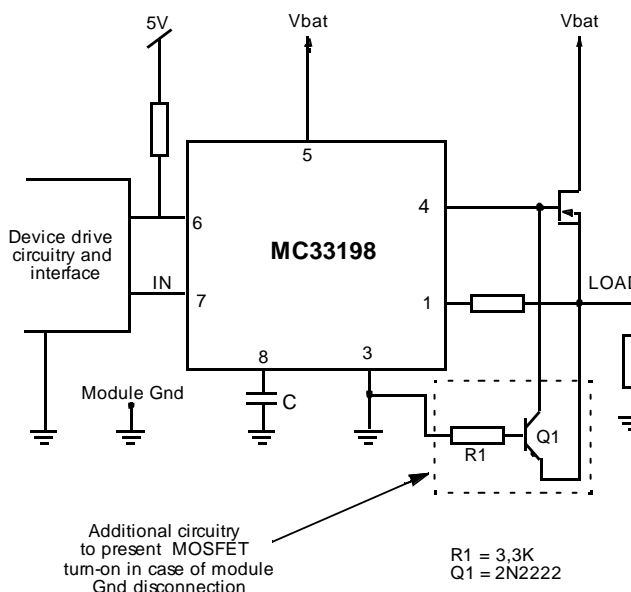 5V
Vbat
Vbat
5
4
6
Device drive
circuitry and
interface
MC33198
IN
7
1
LOAD
8
3
Module Gnd
C
Q1
R1
Additional circuitry
to present MOSFET
turn-on in case of module
Gnd disconnection
R1 = 3,3K
Q1 = 2N2222